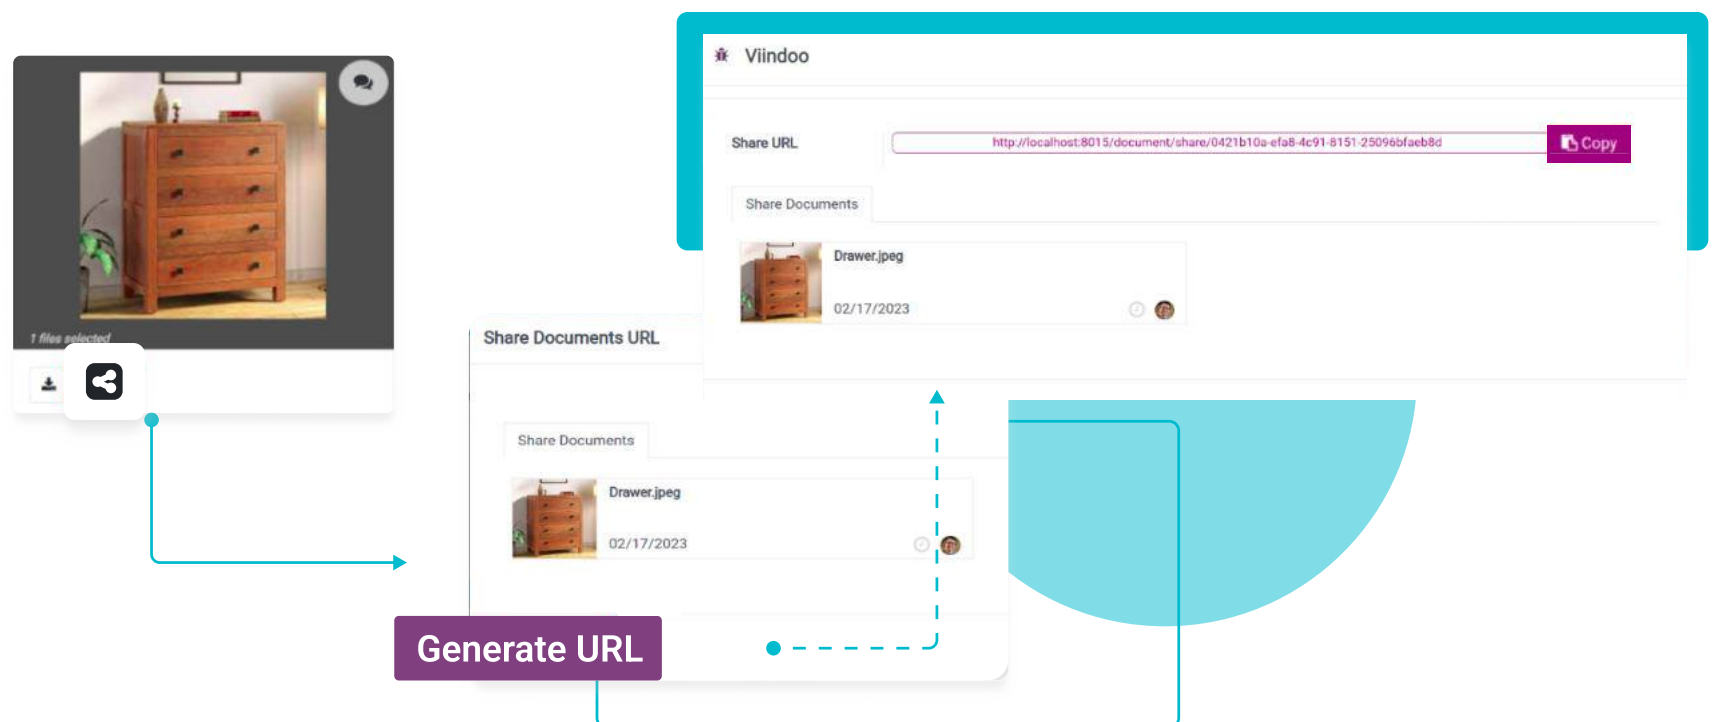 1 files selected
Viindoo
Share URL
http://localhost:8015/document/share/0421b10a-efa8-4c91-8151-25096bfaeb8d
Copy
Share Documents
Drawer.jpeg
02/17/2023
Share Documents URL
Share Documents
Drawer.jpeg
02/17/2023
Generate URL